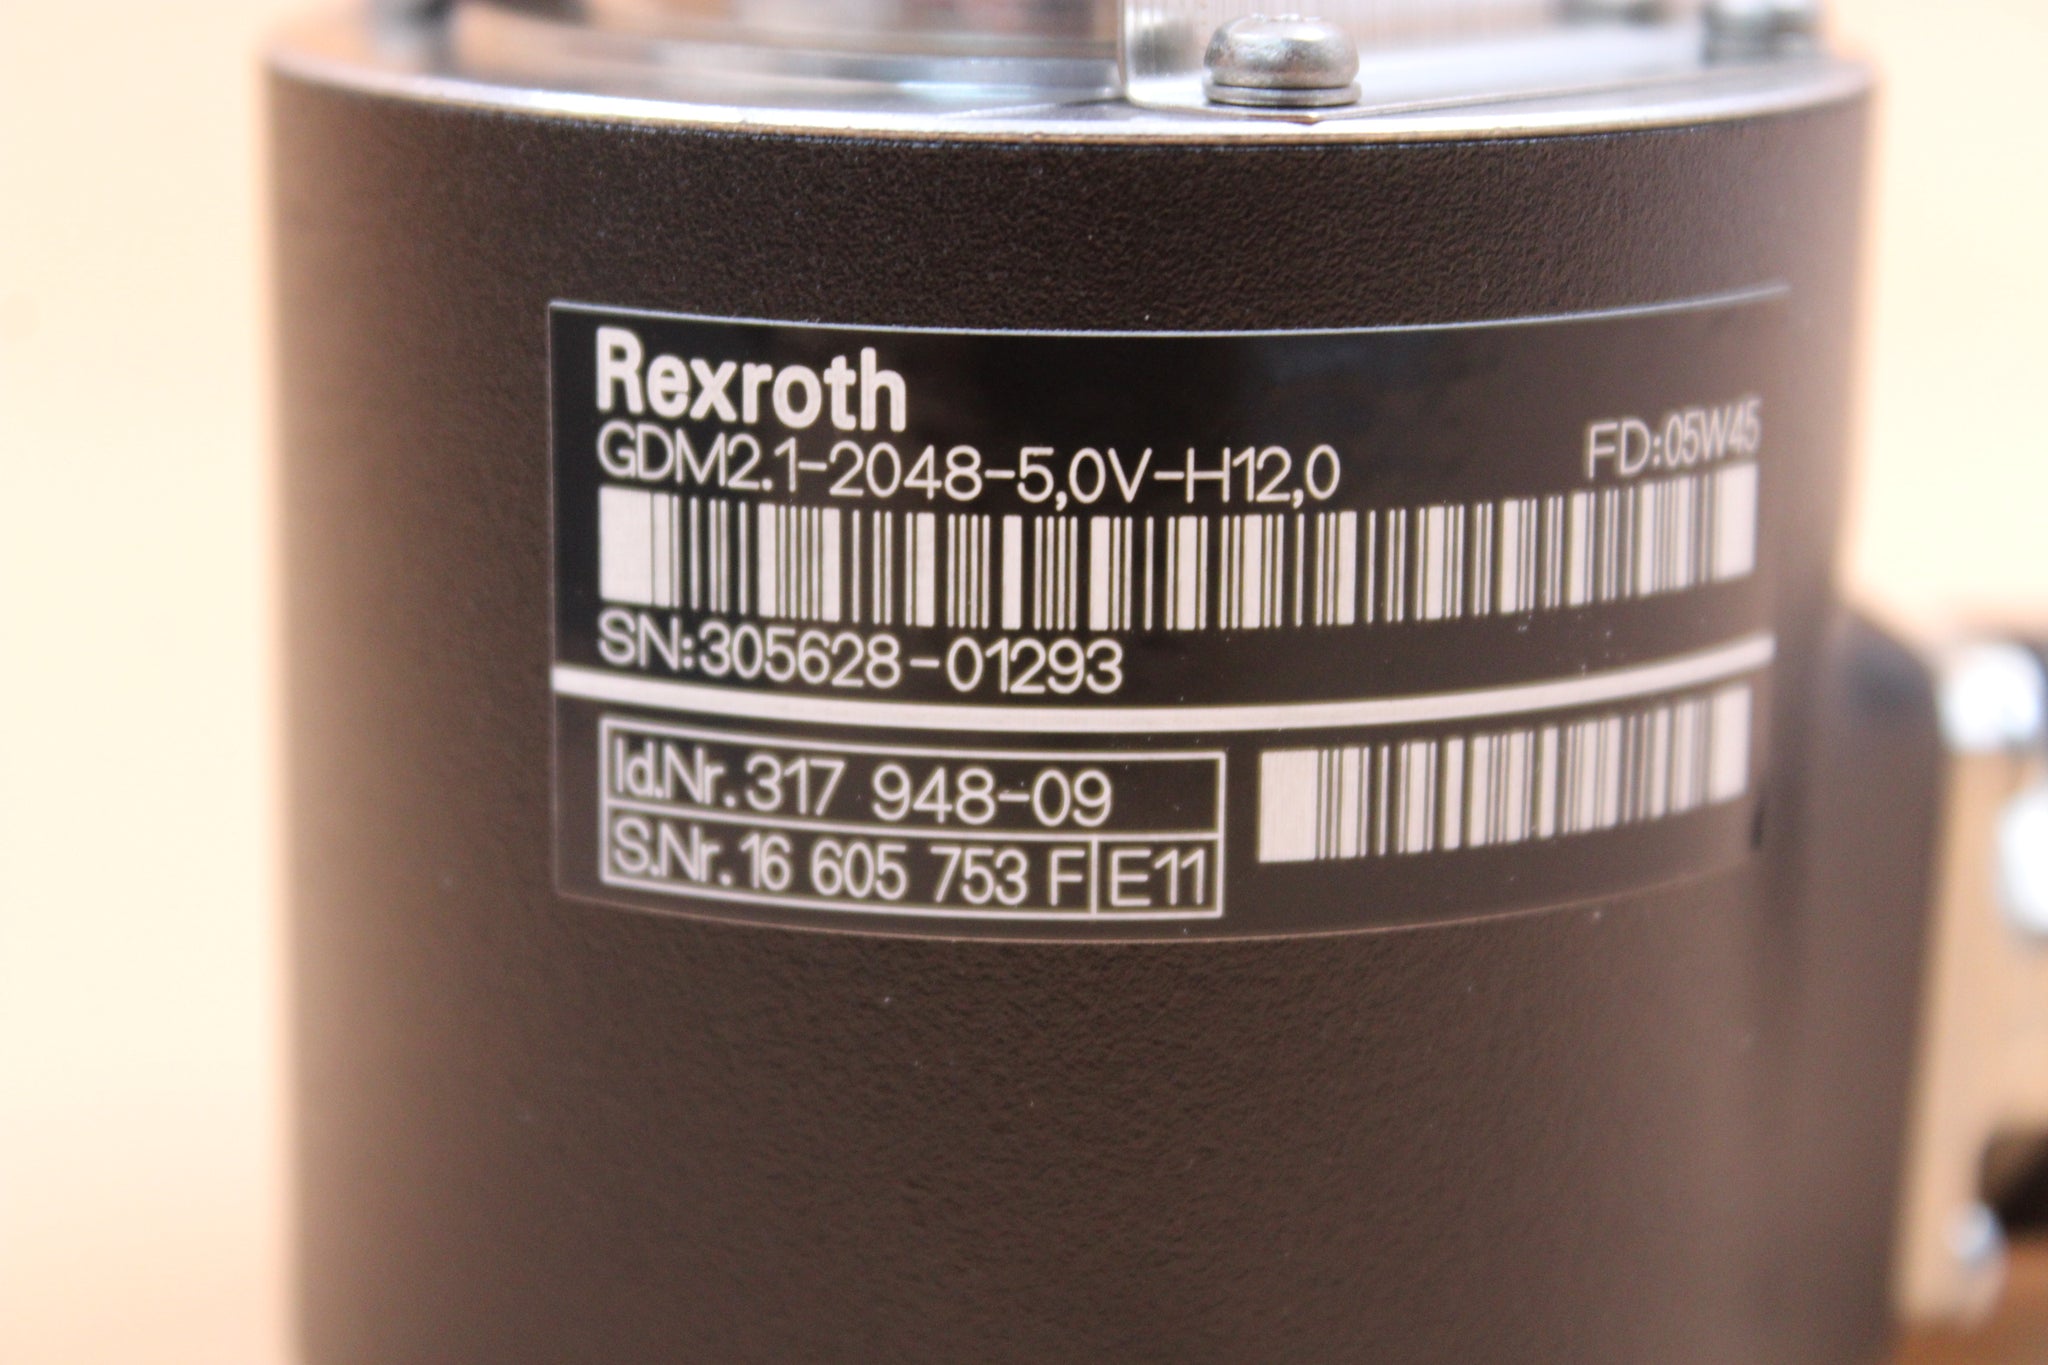 Rexroth
GDM2.1-2048-5,0V-H12,0 FD:05W45
SN:305628-01293
Id.Nr. 317 948-09
S.Nr. 16 605 753 F E11